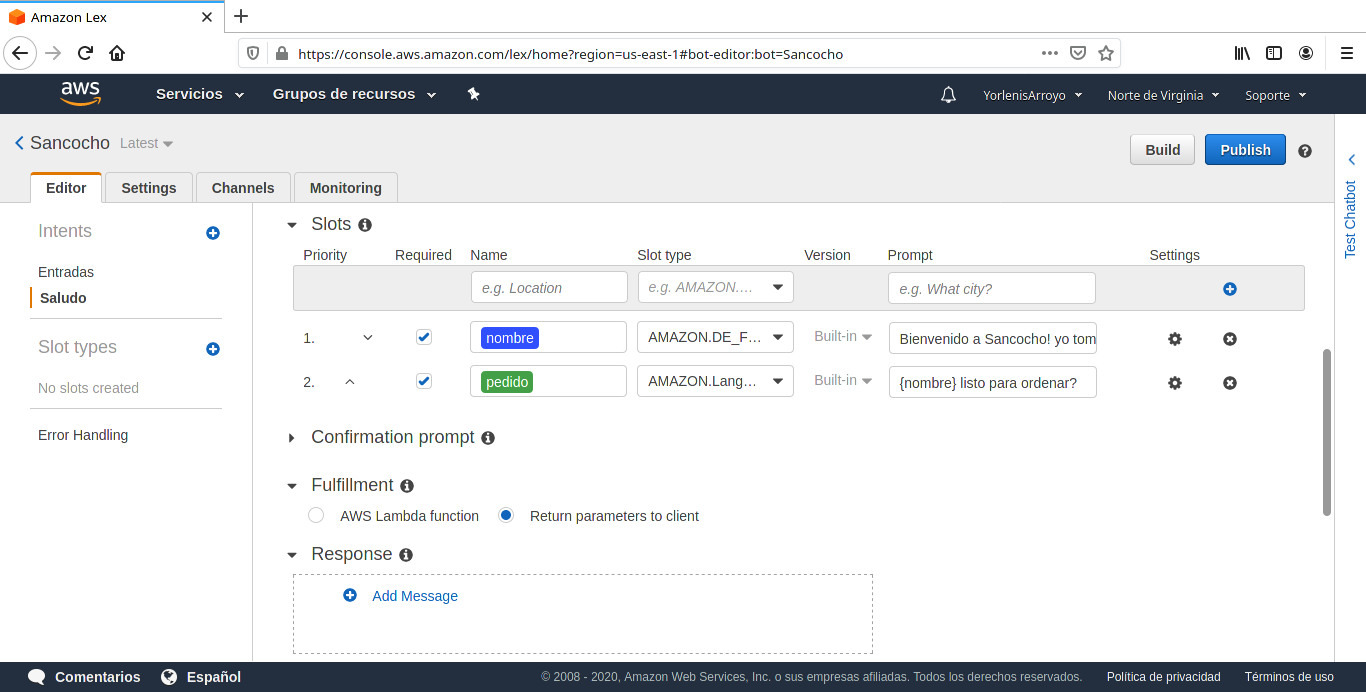 Amazon Lex
https://console.aws.amazon.com/lex/home?region=us-east-1#bot-editor:bot=Sancocho
aws Servicios Grupos de recursos YorlenisArroyo Norte de Virginia Soporte
Sancocho Latest Build Publish
Editor Settings Channels Monitoring
Test Chatbot
Intents
Entradas
Saludo
Slot types
No slots created
Error Handling
Slots
Priority Required Name Slot type Version Prompt Settings
e.g. Location e.g. AMAZON.... e.g. What city?
1. nombre AMAZON.DE_F... Built-in Bienvenido a Sancocho! yo tom
2. pedido AMAZON.Lang... Built-in {nombre} listo para ordenar?
Confirmation prompt
Fulfillment
AWS Lambda function Return parameters to client
Response
Add Message
Comentarios Español © 2008 - 2020, Amazon Web Services, Inc. o sus empresas afiliadas. Todos los derechos reservados. Política de privacidad Términos de uso